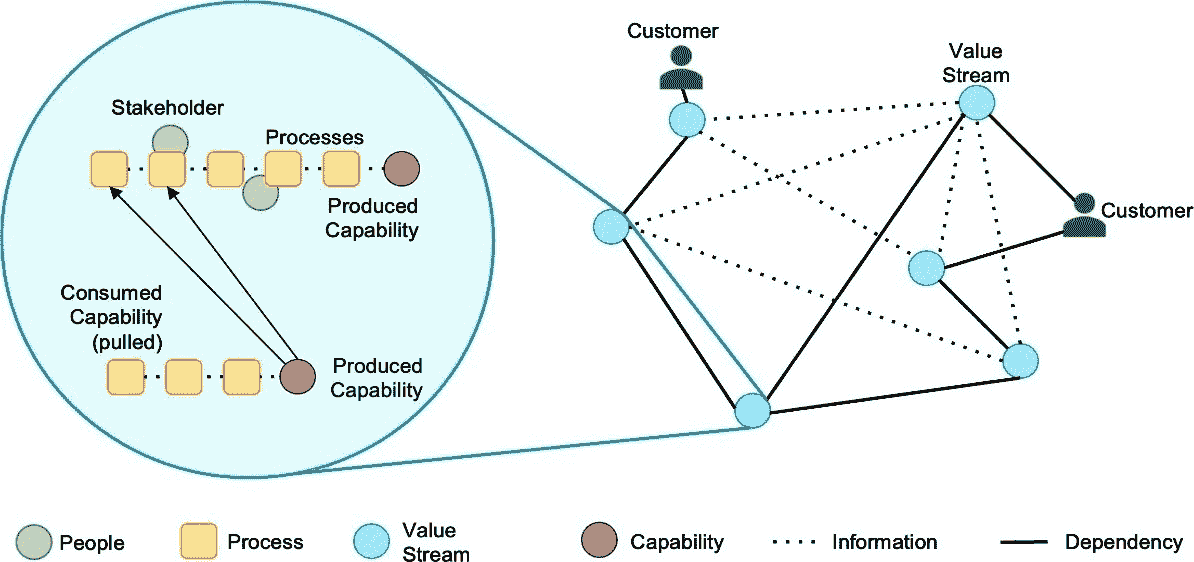 Customer
Value
Stream
Stakeholder
Processes
Produced
Capability
Customer
Consumed
Capability
(pulled)
Produced
Capability
People
Process
Value
Stream
Capability
Information
Dependency